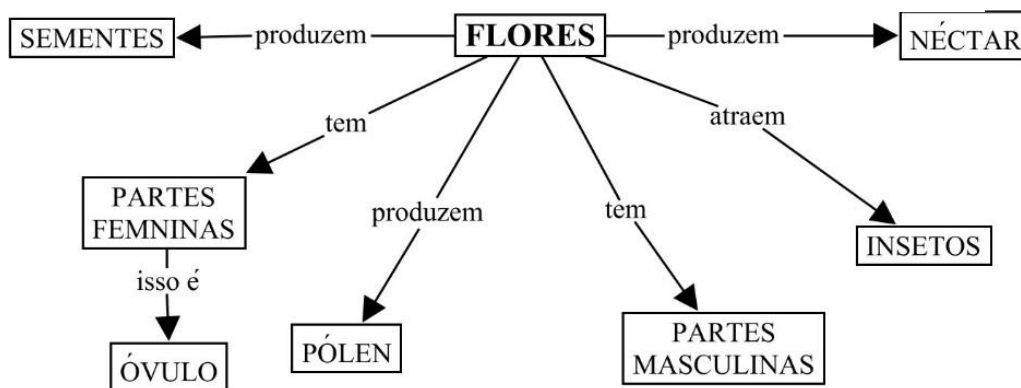 SEMENTES
produzem
FLORES
produzem
NÉCTAR
tem
atraem
PARTES
FEMNINAS
produzem
tem
INSETOS
isso é
ÓVULO
PÓLEN
PARTES
MASCULINAS